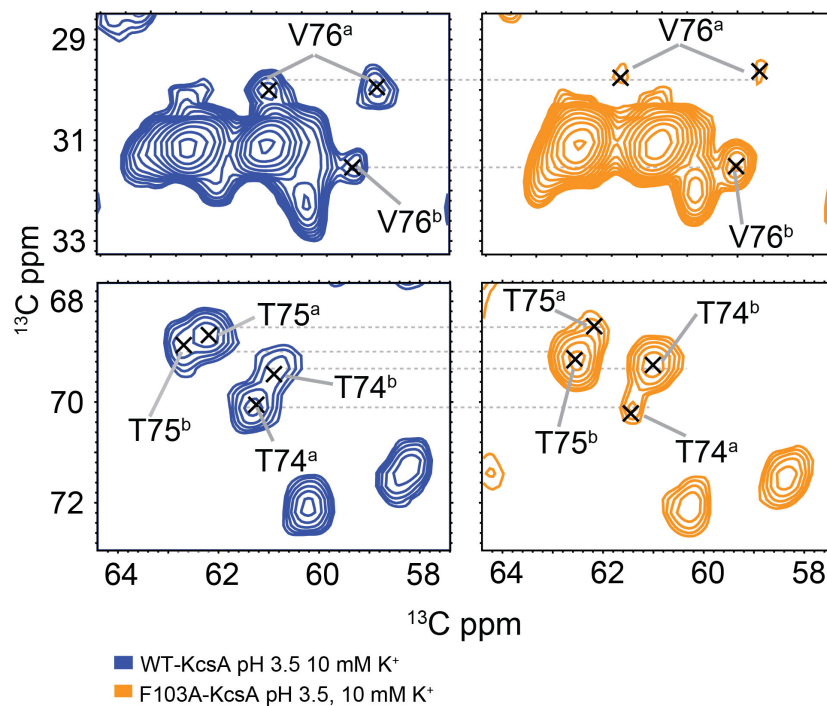 29
31
33
V76ᵃ
V76ᵇ
V76ᵃ
V76ᵇ
¹³C ppm
68
70
72
T75ᵃ
T74ᵇ
T75ᵇ
T74ᵃ
T75ᵃ
T74ᵇ
T75ᵇ
T74ᵃ
64 62 60 58
64 62 60 58
¹³C ppm
WT-KcsA pH 3.5 10 mM K⁺
F103A-KcsA pH 3.5, 10 mM K⁺